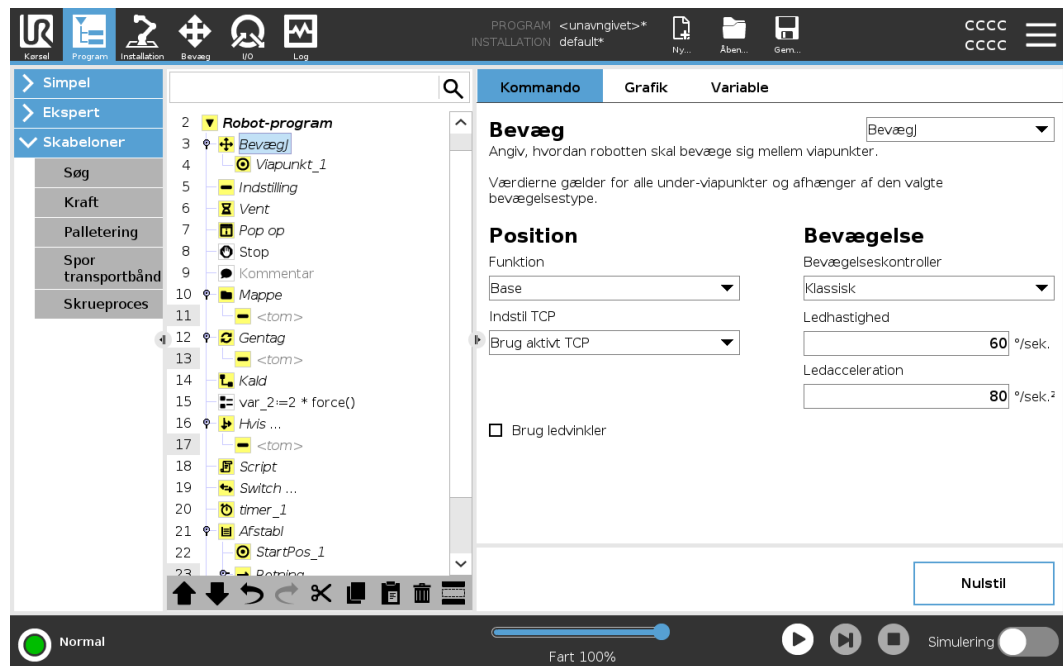 UR
Kørsel
Program
Installation
Bevæg
I/O
Log
PROGRAM <unavngivet>*
INSTALLATION default*
Ny...
Åben...
Gem...
CCCC
CCCC
Simpel
Ekspert
Skabeloner
Søg
Kraft
Palletering
Spor
transportbånd
Skrueproces
2 Robot-program
3 BevægJ
4 Viapunkt_1
5 Indstilling
6 Vent
7 Pop op
8 Stop
9 Kommentar
10 Mappe
11 <tom>
12 Gentag
13 <tom>
14 Kald
15 var_2:=2 * force()
16 Hvis ...
17 <tom>
18 Script
19 Switch ...
20 timer_1
21 Afstabl
22 StartPos_1
23 Retning
Kommando
Grafik
Variable
Bevæg
BevægJ
Angiv, hvordan robotten skal bevæge sig mellem viapunkter.
Værdierne gælder for alle under-viapunkter og afhænger af den valgte
bevægelsestype.
Position
Funktion
Base
Indstil TCP
Brug aktivt TCP
Brug ledvinkler
Bevægelse
Bevægelseskontroller
Klassisk
Ledhastighed
60 °/sek.
Ledacceleration
80 °/sek.²
Nulstil
Normal
Fart 100%
Simulering